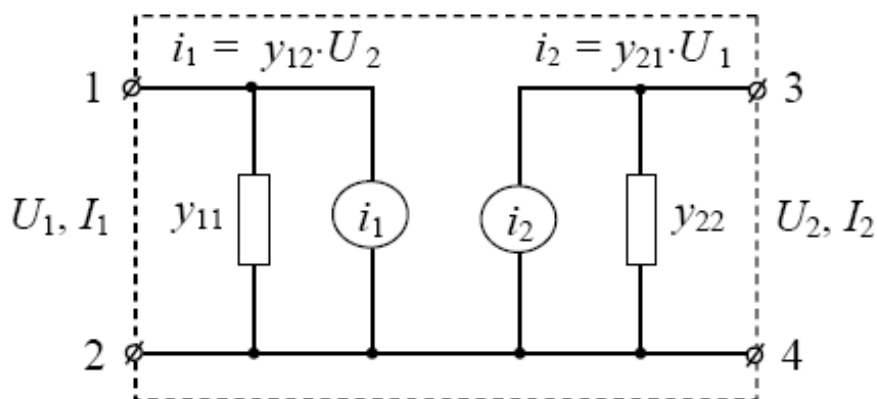 i₁ = y₁₂·U₂
i₂ = y₂₁·U₁
1
3
U₁, I₁
y₁₁
i₁
i₂
y₂₂
U₂, I₂
2
4